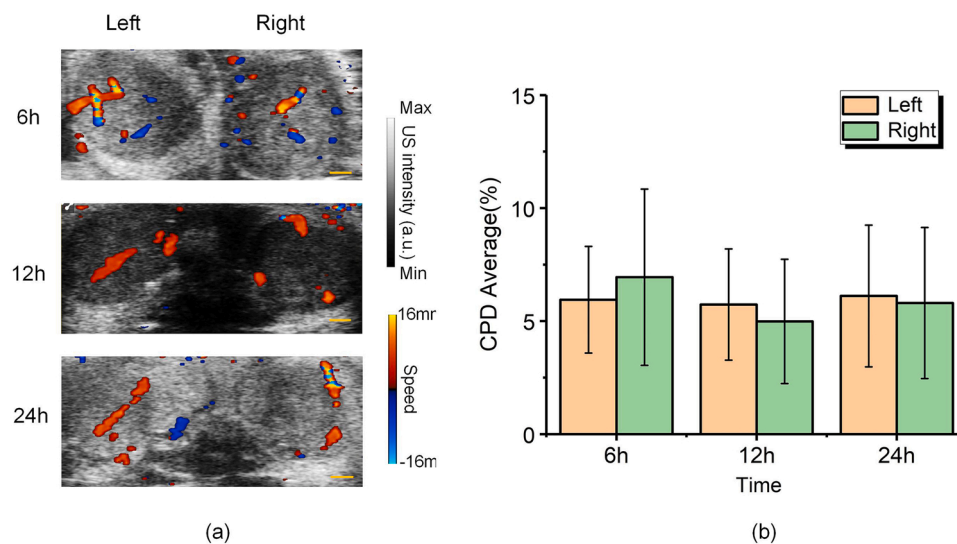 Left Right
6h
12h
24h
Max
US intensity (a.u.)
Min
16mr
Speed
-16m
(a)
15
10
5
0
CPD Average(%)
Left
Right
6h 12h 24h
Time
(b)